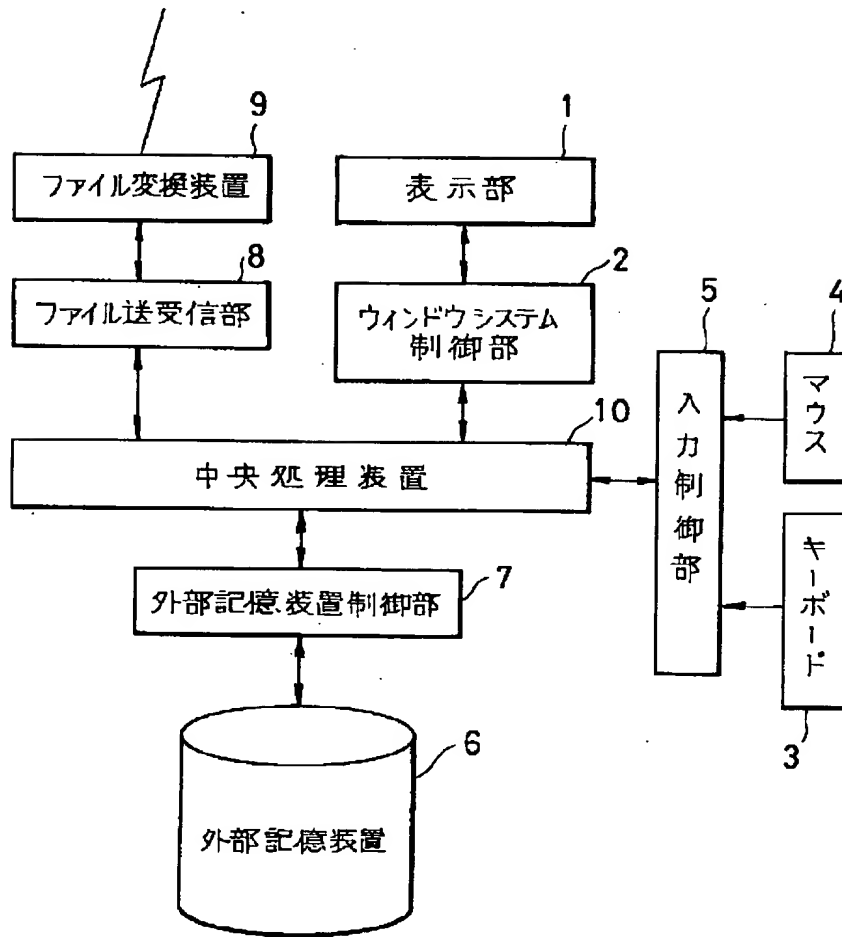 9
ファイル変換装置
1
表示部
8
ファイル送受信部
2
ウィンドウシステム
制御部
5
入力制御部
4
マウス
10
中央処理装置
キーボード
3
7
外部記憶装置制御部
6
外部記憶装置